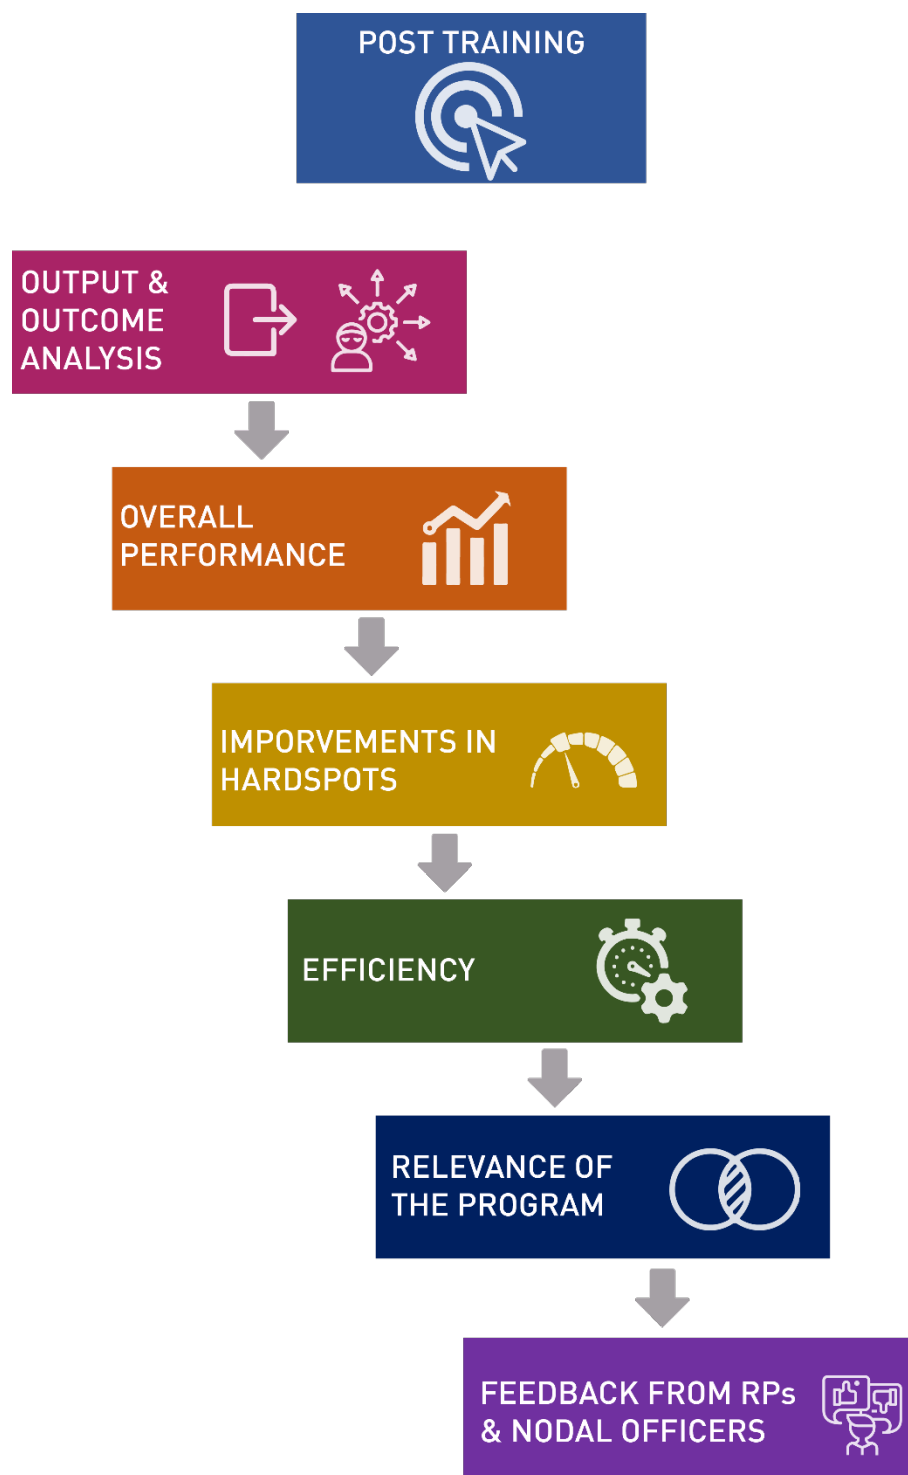 POST TRAINING
OUTPUT &
OUTCOME
ANALYSIS
OVERALL
PERFORMANCE
IMPORVEMENTS IN
HARDSPOTS
EFFICIENCY
RELEVANCE OF
THE PROGRAM
FEEDBACK FROM RPs
& NODAL OFFICERS